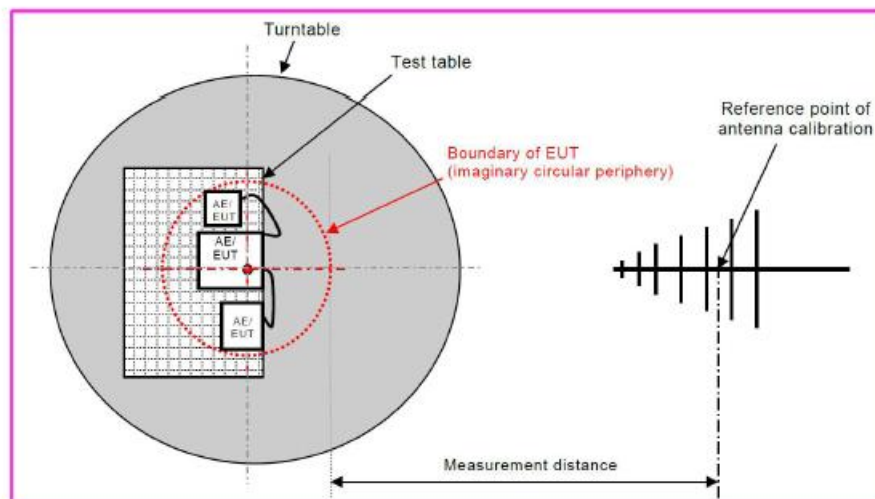 Turntable
Test table
Reference point of
antenna calibration
Boundary of EUT
(imaginary circular periphery)
AE/
EUT
AE/
EUT
AE/
EUT
Measurement distance